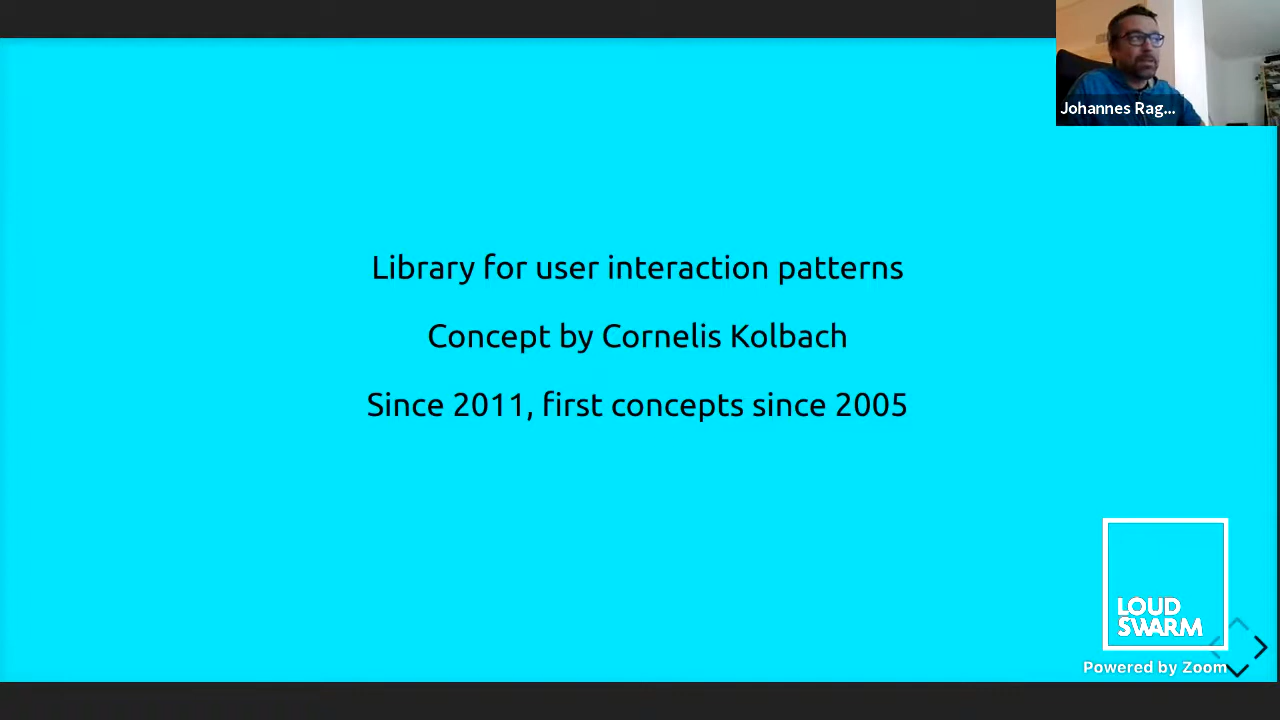 Johannes Rag...
Library for user interaction patterns
Concept by Cornelis Kolbach
Since 2011, first concepts since 2005
LOUD
SWARM
Powered by Zoom